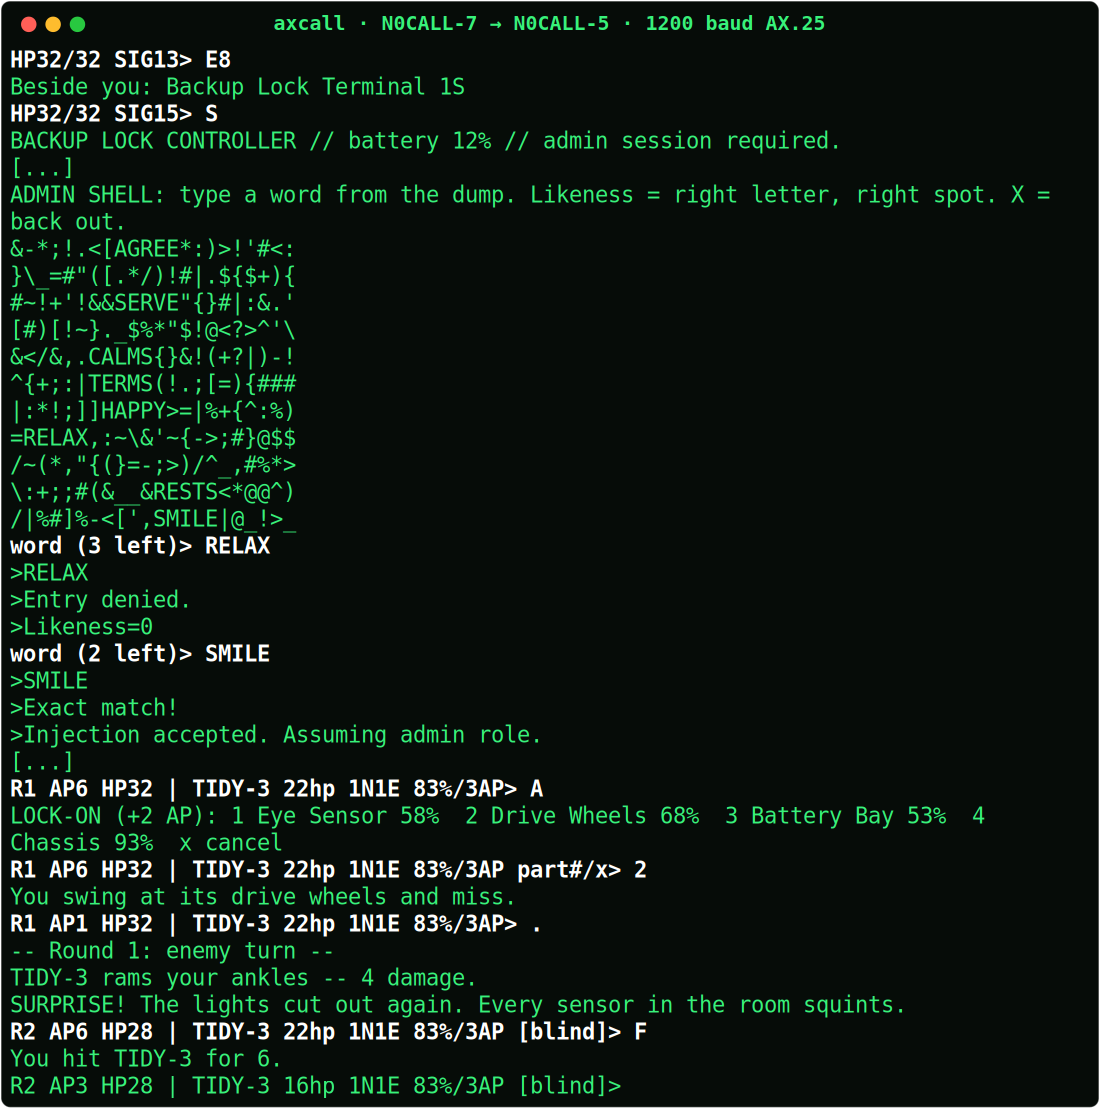 axcall · N0CALL-7 → N0CALL-5 · 1200 baud AX.25
HP32/32 SIG13> E8
Beside you: Backup Lock Terminal 1S
HP32/32 SIG15> S
BACKUP LOCK CONTROLLER // battery 12% // admin session required.
[...]
ADMIN SHELL: type a word from the dump. Likeness = right letter, right spot. X =
back out.
&-*;!.<[AGREE*:)>!'#<:
}\_=#"([.*/)!#|.${$+){
#~!+'!&&SERVE"{}#|:&.'
[#)[!~}._$%*"$!@<?>^'\
&</&,.CALMS{}&!(+?|)-!
^{+;:|TERMS(!.;[=){###
|:*!;]]HAPPY>=|%+{^:%)
=RELAX,:~\&'~{->;#}@$$
/~(*,"{(}=-;>)/^_,#%*>
\:+;;#(&__&RESTS<*@@^)
/|%#]%-<[',SMILE|@_!>_
word (3 left)> RELAX
>RELAX
>Entry denied.
>Likeness=0
word (2 left)> SMILE
>SMILE
>Exact match!
>Injection accepted. Assuming admin role.
[...]
R1 AP6 HP32 | TIDY-3 22hp 1N1E 83%/3AP> A
LOCK-ON (+2 AP): 1 Eye Sensor 58%  2 Drive Wheels 68%  3 Battery Bay 53%  4
Chassis 93%  x cancel
R1 AP6 HP32 | TIDY-3 22hp 1N1E 83%/3AP part#/x> 2
You swing at its drive wheels and miss.
R1 AP1 HP32 | TIDY-3 22hp 1N1E 83%/3AP> .
-- Round 1: enemy turn --
TIDY-3 rams your ankles -- 4 damage.
SURPRISE! The lights cut out again. Every sensor in the room squints.
R2 AP6 HP28 | TIDY-3 22hp 1N1E 83%/3AP [blind]> F
You hit TIDY-3 for 6.
R2 AP3 HP28 | TIDY-3 16hp 1N1E 83%/3AP [blind]>